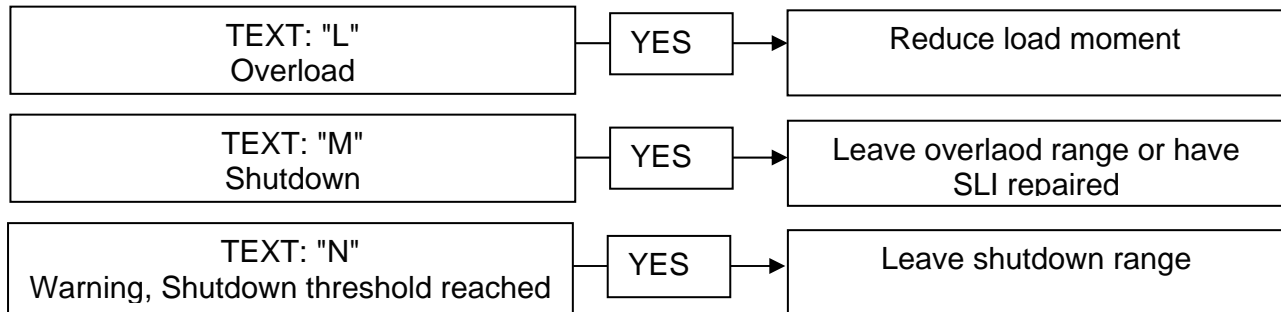 TEXT: "L"
Overload
YES
Reduce load moment
TEXT: "M"
Shutdown
YES
Leave overlaod range or have
SLI repaired
TEXT: "N"
Warning, Shutdown threshold reached
YES
Leave shutdown range